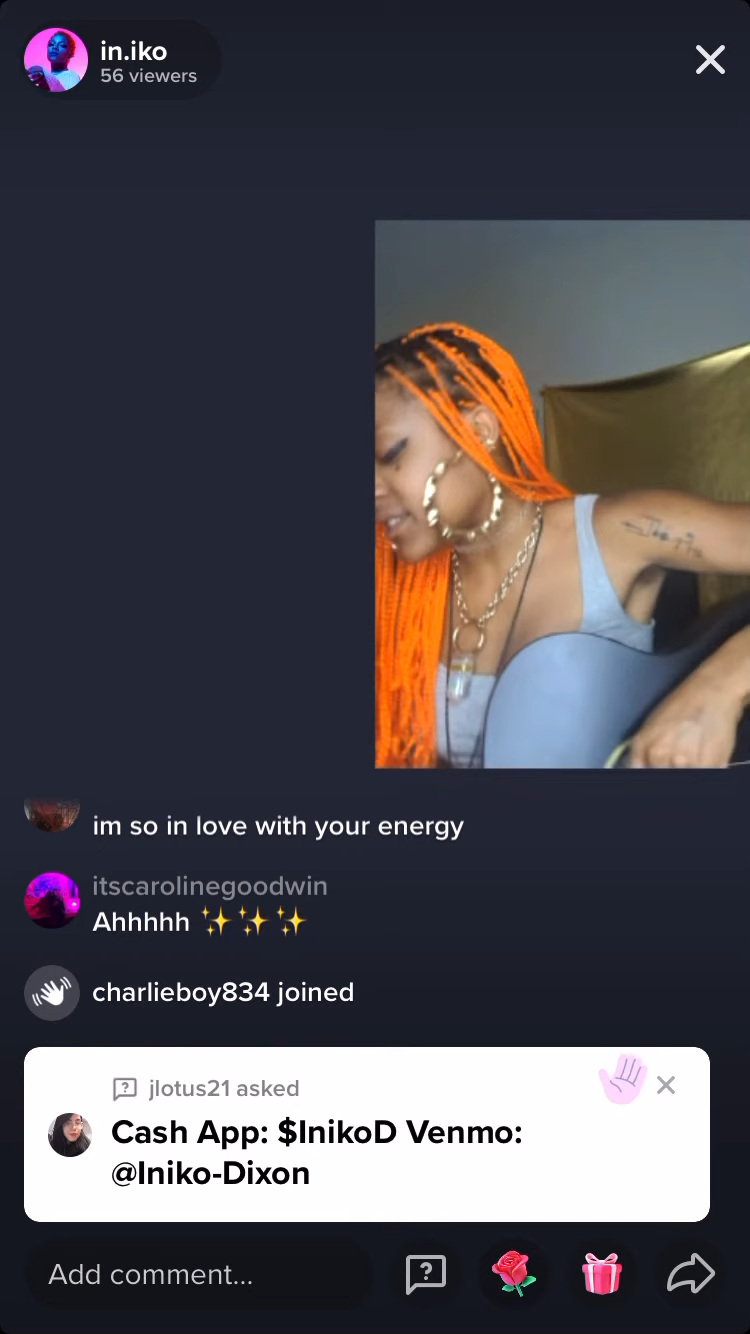 in.iko
56 viewers
im so in love with your energy
itscarolinegoodwin
Ahhhhh ✨✨✨
charlieboy834 joined
jlotus21 asked
Cash App: $InikoD Venmo:
@Iniko-Dixon
Add comment...